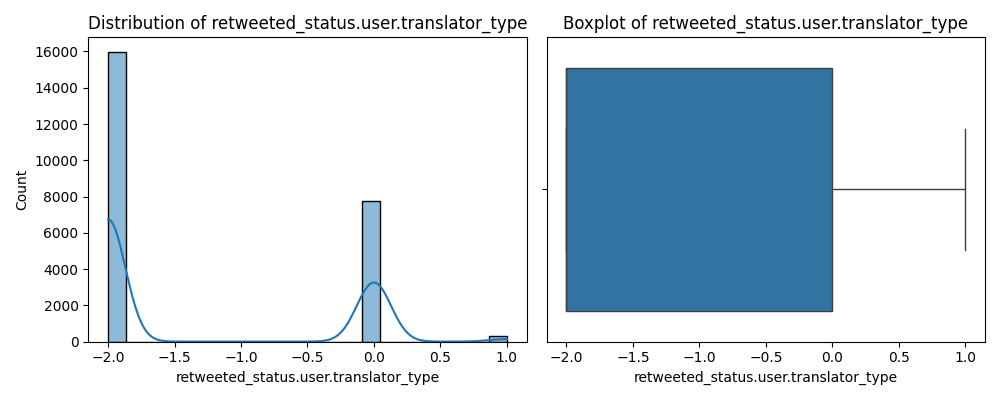 Distribution of retweeted_status.user.translator_type
16000
14000
12000
10000
8000
6000
4000
2000
0
Count
−2.0 −1.5 −1.0 −0.5 0.0 0.5 1.0
retweeted_status.user.translator_type
Boxplot of retweeted_status.user.translator_type
−2.0 −1.5 −1.0 −0.5 0.0 0.5 1.0
retweeted_status.user.translator_type